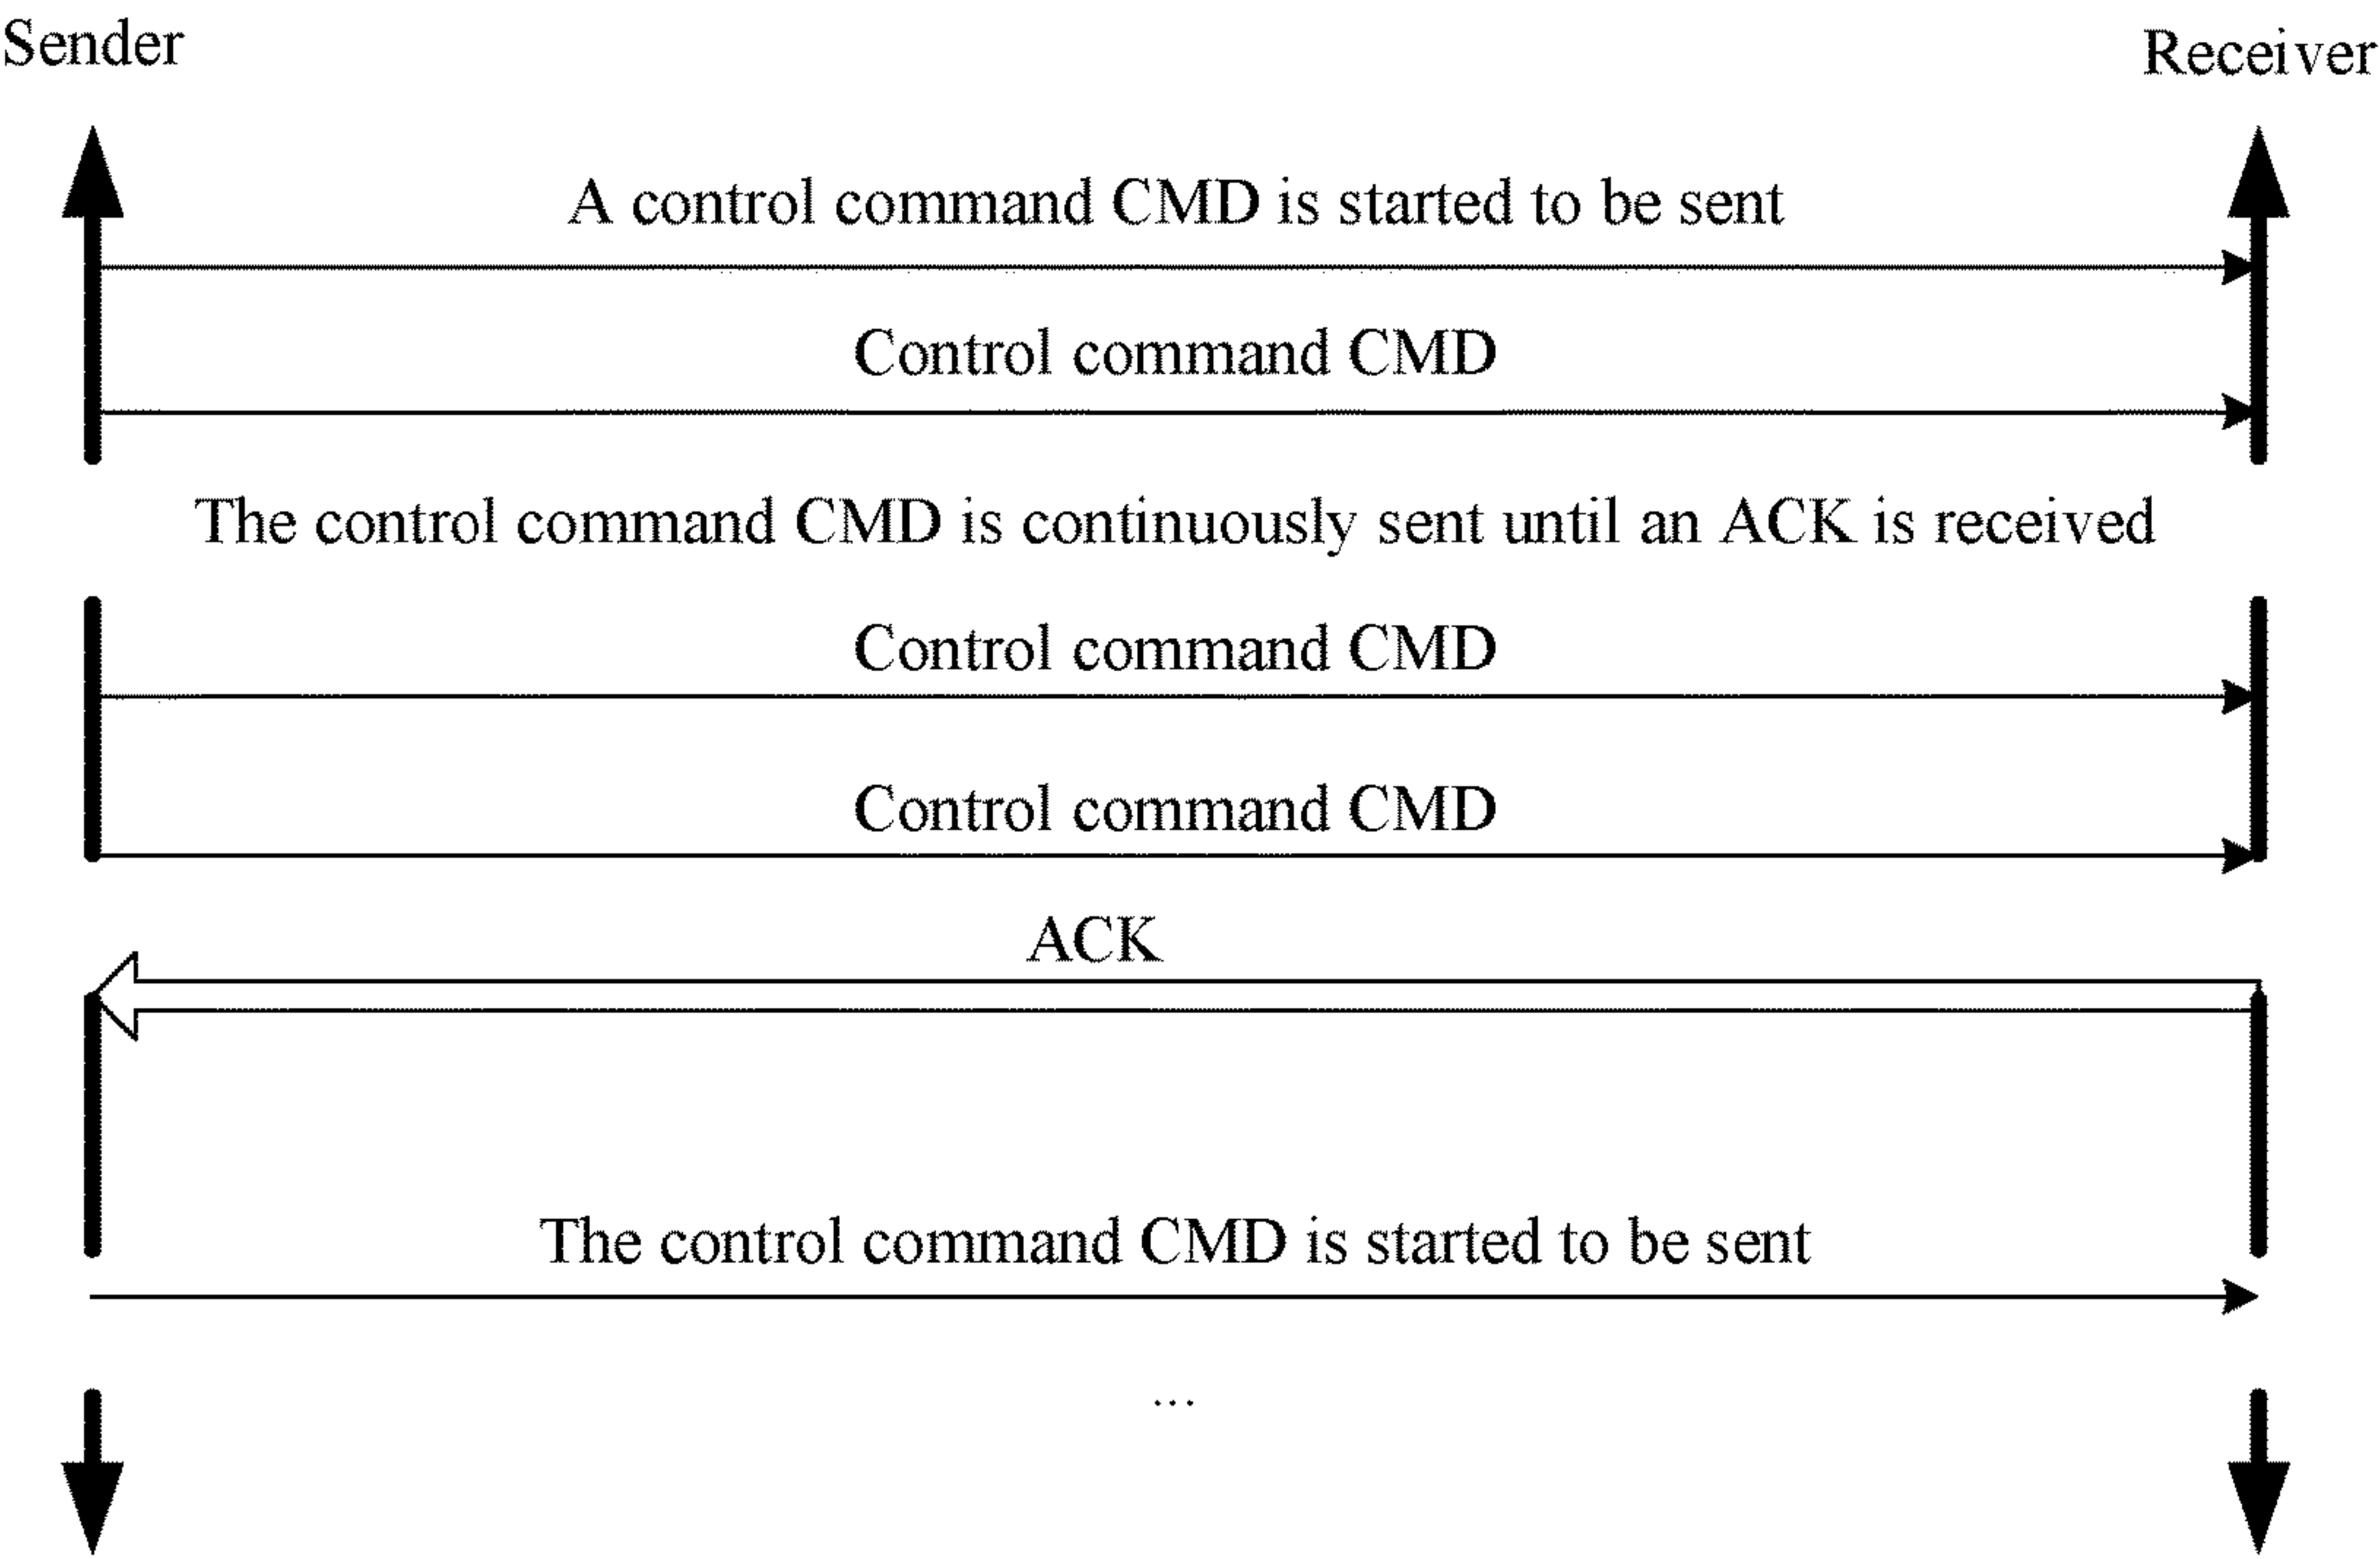 Sender
Receiver
A control command CMD is started to be sent
Control command CMD
The control command CMD is continuously sent until an ACK is received
Control command CMD
Control command CMD
ACK
The control command CMD is started to be sent
...